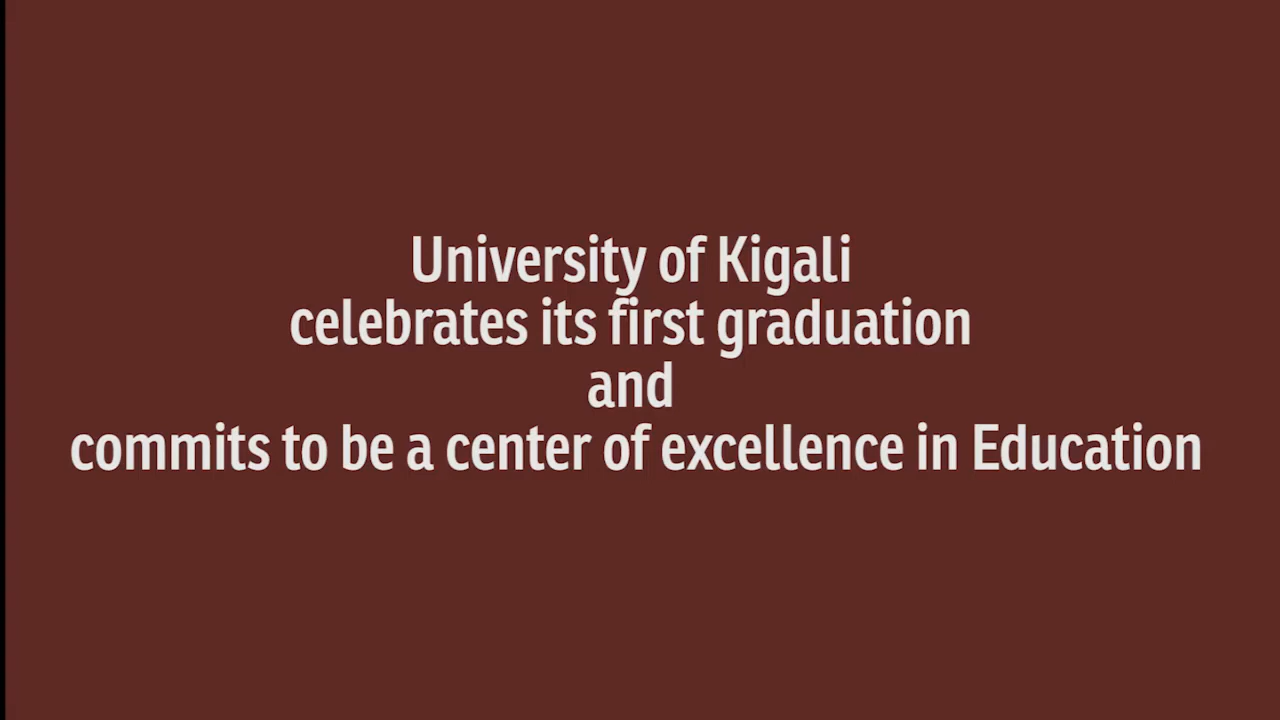 University of Kigali
celebrates its first graduation
and
commits to be a center of excellence in Education